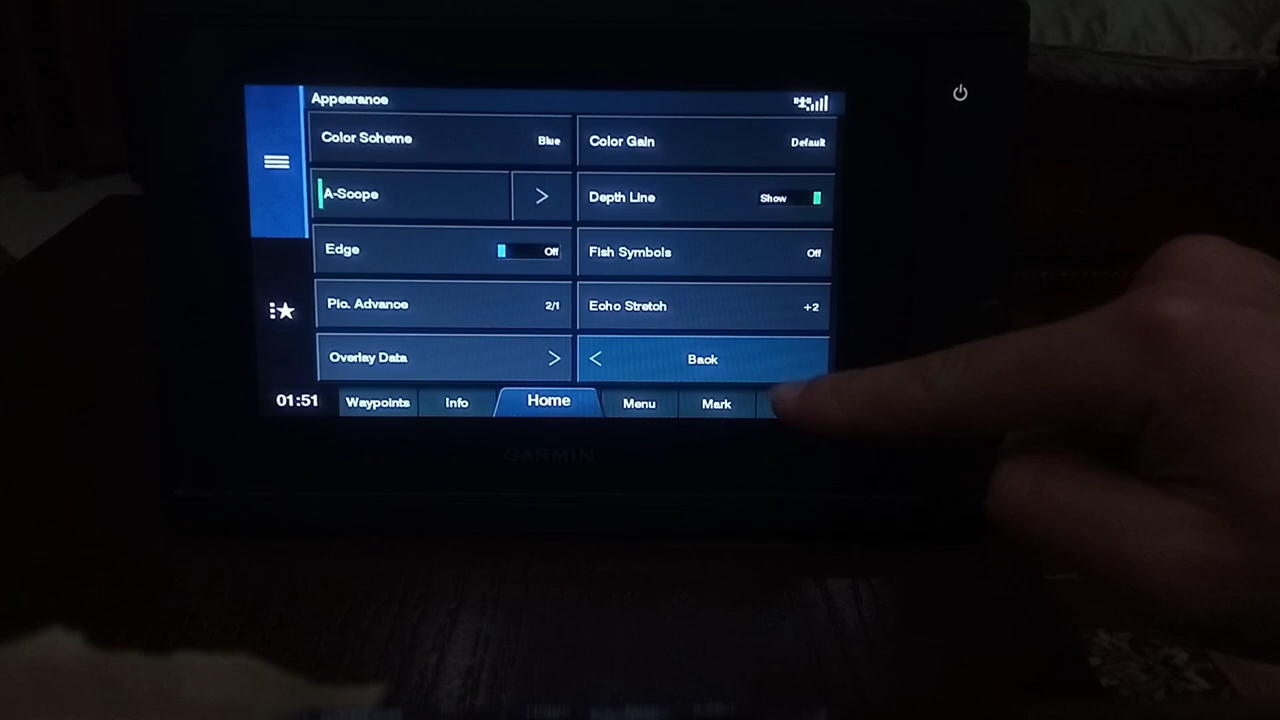 Appearance
Color Scheme Blue
Color Gain Default
A-Scope >
Depth Line Show
Edge Off
Fish Symbols Off
Pic. Advance 2/1
Echo Stretch +2
Overlay Data >
< Back
01:51 Waypoints Info Home Menu Mark
GARMIN